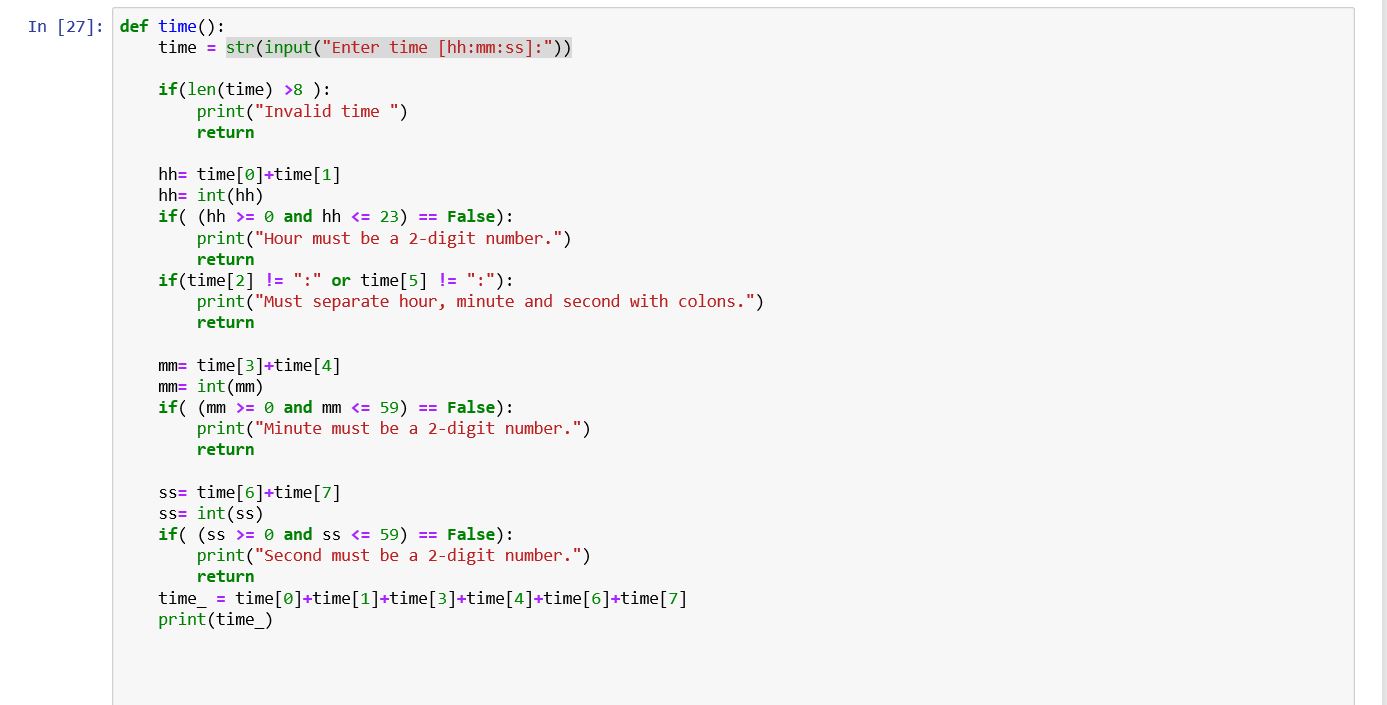 In [27]: def time():
    time = str(input("Enter time [hh:mm:ss]:"))
    if(len(time) >8 ):
        print("Invalid time ")
        return
    hh= time[0]+time[1]
    hh= int(hh)
    if( (hh >= 0 and hh <= 23) == False):
        print("Hour must be a 2-digit number.")
        return
    if(time[2] != ":" or time[5] != ":"):
        print("Must separate hour, minute and second with colons.")
        return
    mm= time[3]+time[4]
    mm= int(mm)
    if( (mm >= 0 and mm <= 59) == False):
        print("Minute must be a 2-digit number.")
        return
    ss= time[6]+time[7]
    ss= int(ss)
    if( (ss >= 0 and ss <= 59) == False):
        print("Second must be a 2-digit number.")
        return
    time_ = time[0]+time[1]+time[3]+time[4]+time[6]+time[7]
    print(time_)